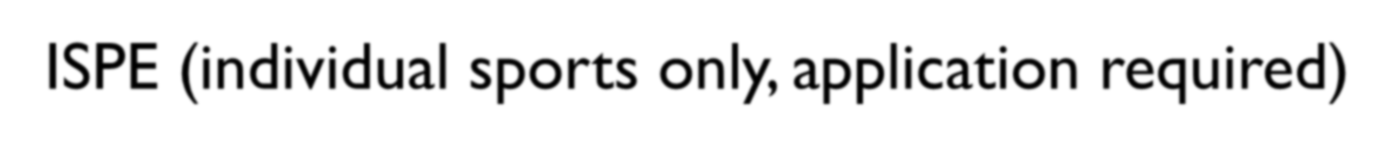 ISPE (individual sports only, application required)